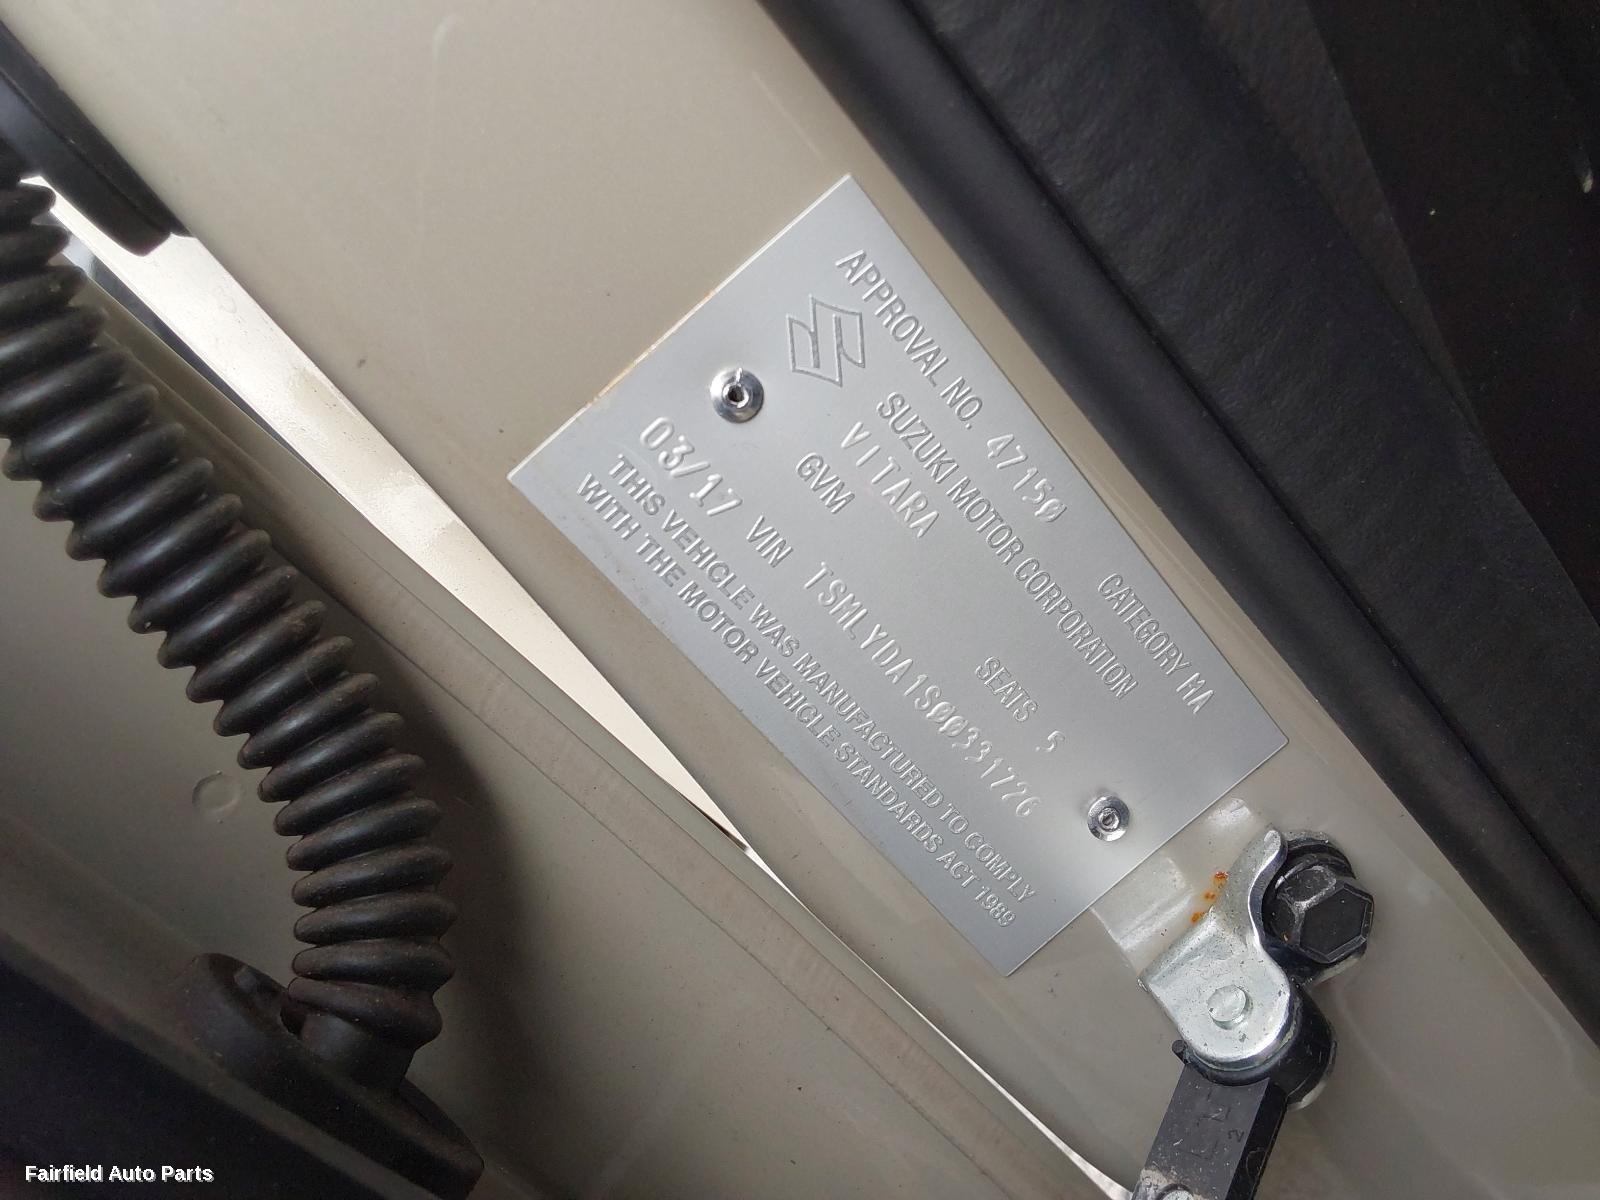 APPROVAL NO. 47150 CATEGORY MA
SUZUKI MOTOR CORPORATION
VITARA
GVM SEATS 5
03/17 VIN TSMLYDA1S00331776
THIS VEHICLE WAS MANUFACTURED TO COMPLY
WITH THE MOTOR VEHICLE STANDARDS ACT 1989
Fairfield Auto Parts